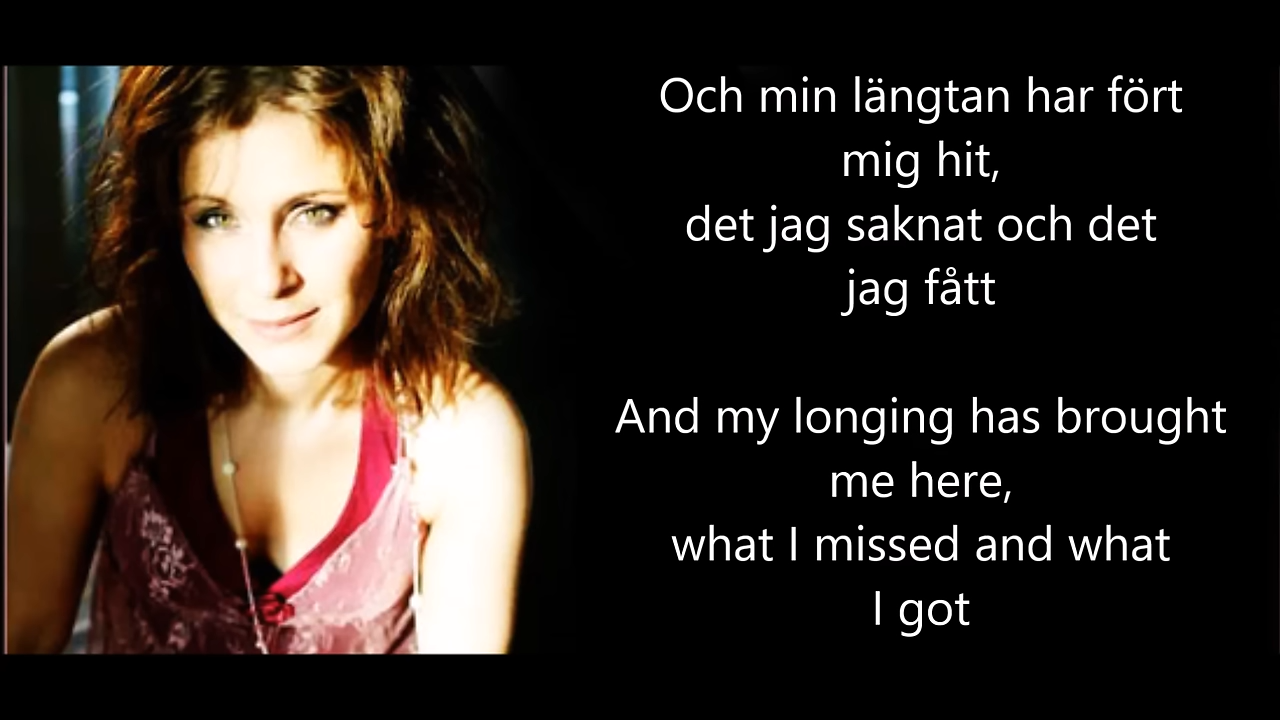 Och min längtan har fört
mig hit,
det jag saknat och det
jag fått
And my longing has brought
me here,
what I missed and what
I got